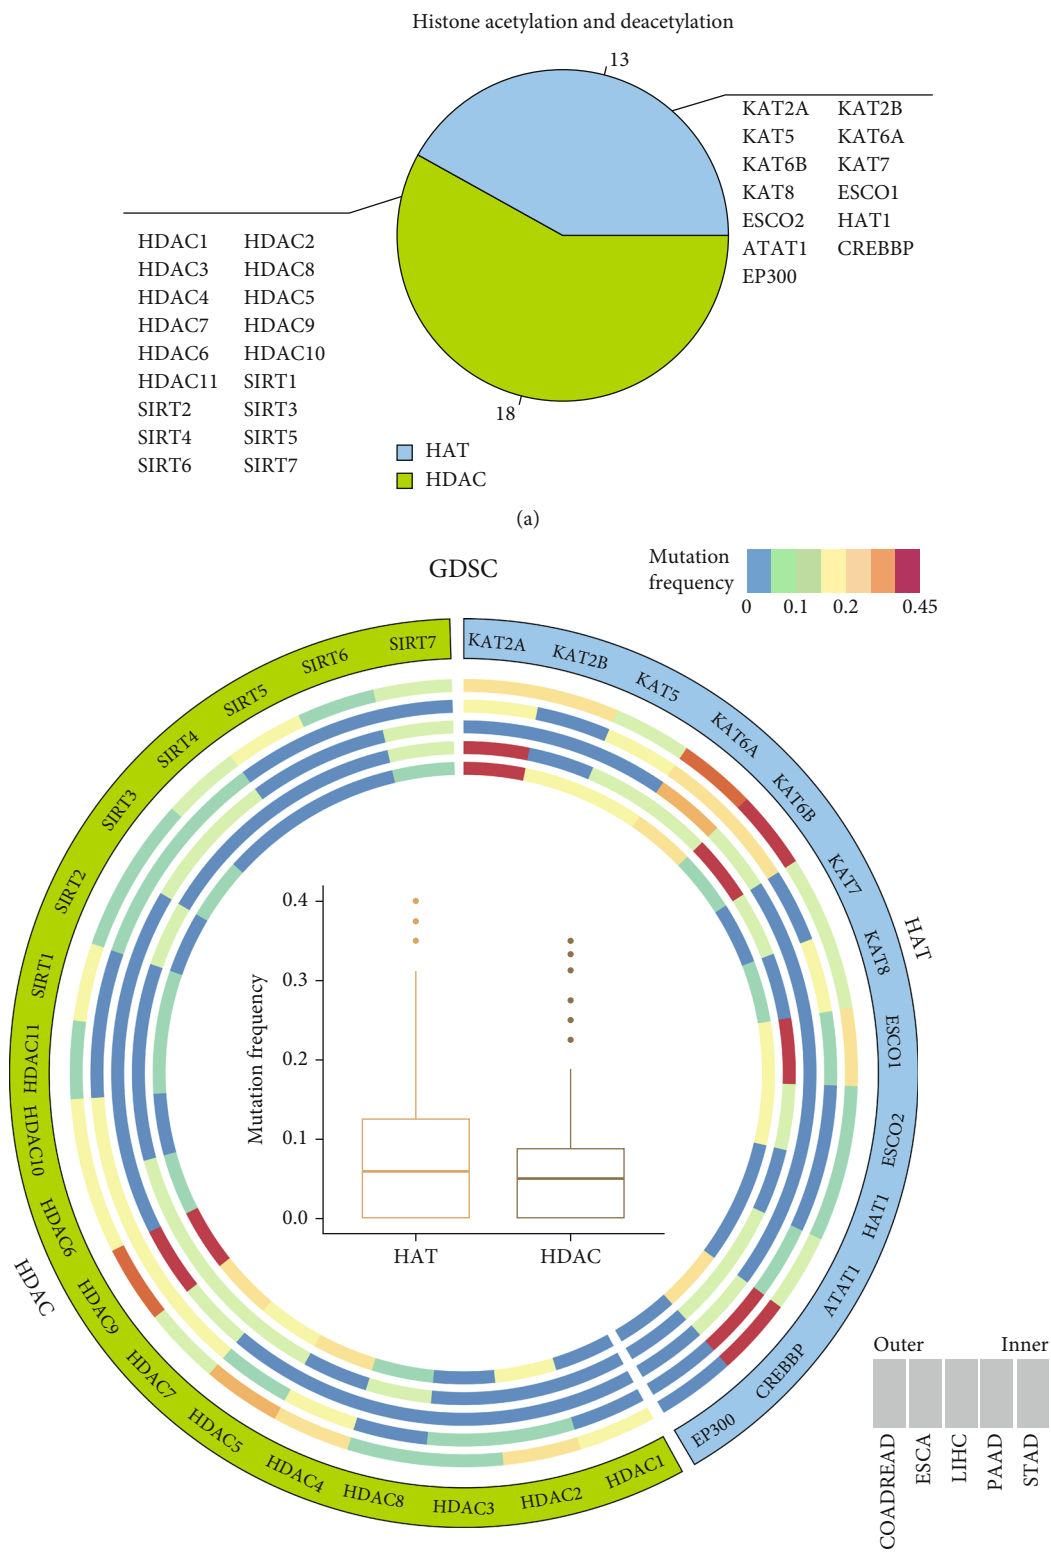 Histone acetylation and deacetylation
13
KAT2A KAT2B
KAT5 KAT6A
KAT6B KAT7
KAT8 ESCO1
ESCO2 HAT1
ATAT1 CREBBP
EP300
HDAC1 HDAC2
HDAC3 HDAC8
HDAC4 HDAC5
HDAC7 HDAC9
HDAC6 HDAC10
HDAC11 SIRT1
SIRT2 SIRT3
SIRT4 SIRT5
SIRT6 SIRT7
18
HAT
HDAC
(a)
GDSC
Mutation
frequency
0 0.1 0.2 0.45
KAT2A
KAT2B
KAT5
KAT6A
KAT6B
KAT7
KAT8
ESCO1
ESCO2
HAT1
ATAT1
CREBBP
EP300
HAT
HDAC1
HDAC2
HDAC3
HDAC8
HDAC4
HDAC5
HDAC7
HDAC9
HDAC6
HDAC10
HDACH
HDAC11
SIRT1
SIRT2
SIRT3
SIRT4
SIRT5
SIRT6
SIRT7
HDAC
Mutation frequency
0.4
0.3
0.2
0.1
0.0
HAT HDAC
Outer Inner
COADREAD
ESCA
LIHC
PAAD
STAD